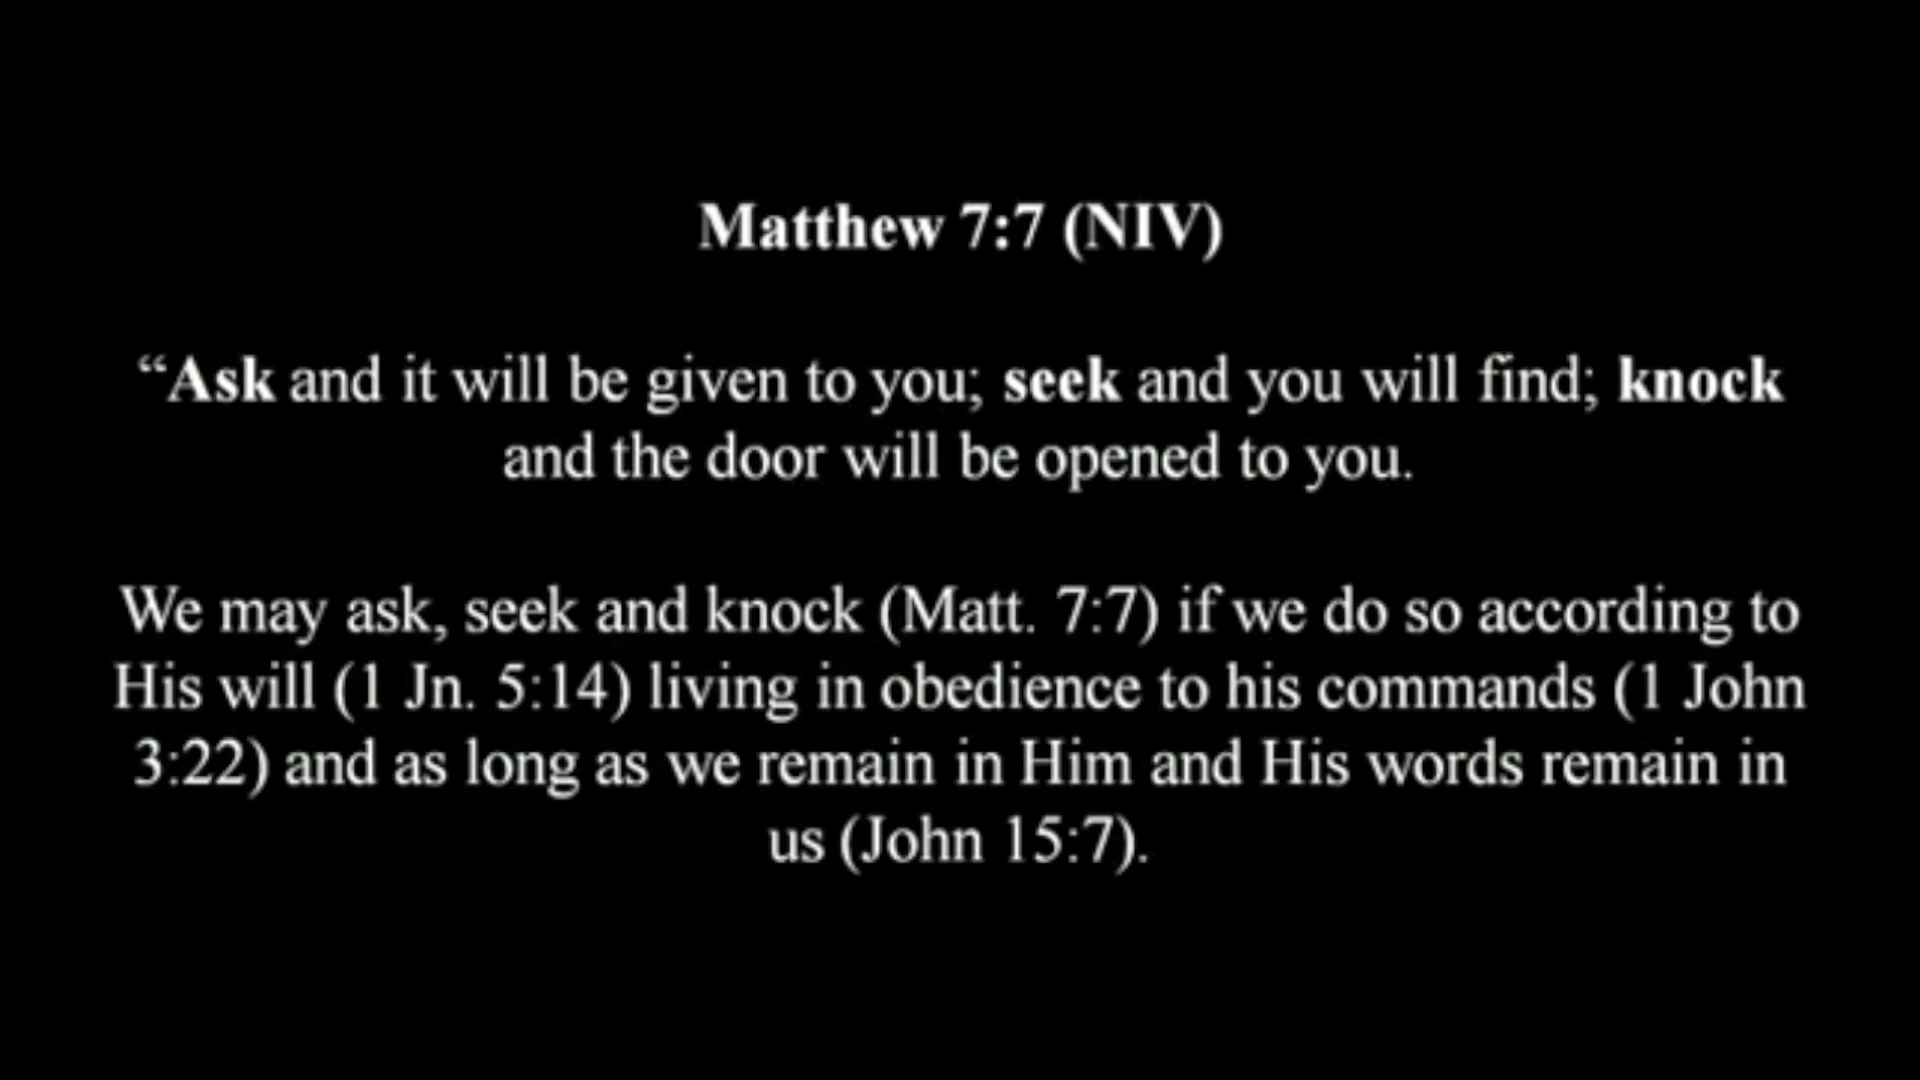 Matthew 7:7 (NIV)
“Ask and it will be given to you; seek and you will find; knock
and the door will be opened to you.
We may ask, seek and knock (Matt. 7:7) if we do so according to
His will (1 Jn. 5:14) living in obedience to his commands (1 John
3:22) and as long as we remain in Him and His words remain in
us (John 15:7).